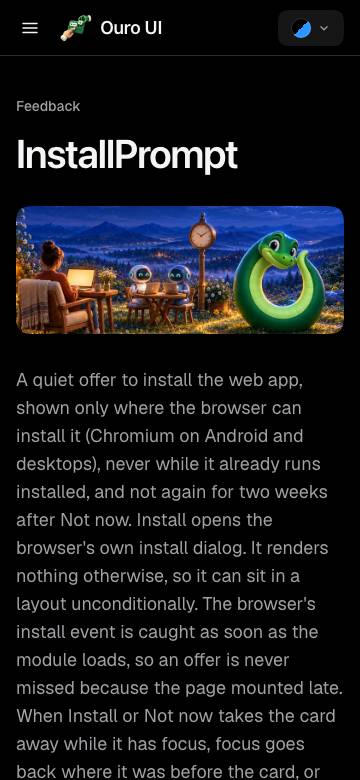 Ouro UI
Feedback
InstallPrompt
A quiet offer to install the web app,
shown only where the browser can
install it (Chromium on Android and
desktops), never while it already runs
installed, and not again for two weeks
after Not now. Install opens the
browser's own install dialog. It renders
nothing otherwise, so it can sit in a
layout unconditionally. The browser's
install event is caught as soon as the
module loads, so an offer is never
missed because the page mounted late.
When Install or Not now takes the card
away while it has focus, focus goes
back where it was before the card, or